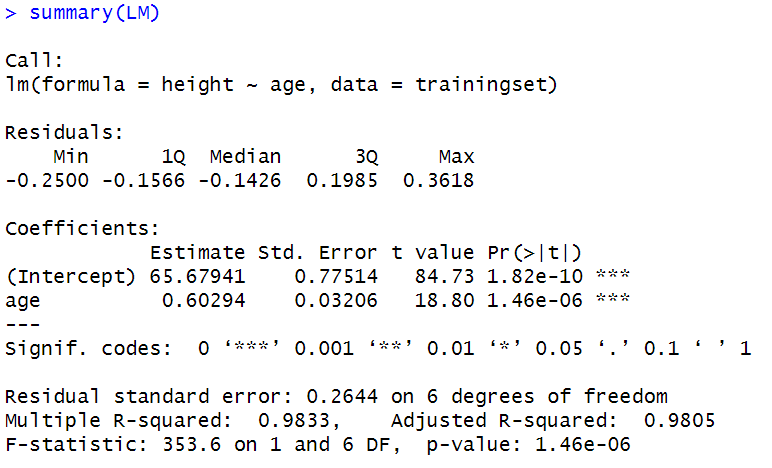 > summary(LM)
Call:
lm(formula = height ~ age, data = trainingset)
Residuals:
Min 1Q Median 3Q Max
-0.2500 -0.1566 -0.1426 0.1985 0.3618
Coefficients:
Estimate Std. Error t value Pr(>|t|)
(Intercept) 65.67941 0.77514 84.73 1.82e-10 ***
age 0.60294 0.03206 18.80 1.46e-06 ***
---
Signif. codes: 0 ‘***’ 0.001 ‘**’ 0.01 ‘*’ 0.05 ‘.’ 0.1 ‘ ’ 1
Residual standard error: 0.2644 on 6 degrees of freedom
Multiple R-squared: 0.9833, Adjusted R-squared: 0.9805
F-statistic: 353.6 on 1 and 6 DF, p-value: 1.46e-06